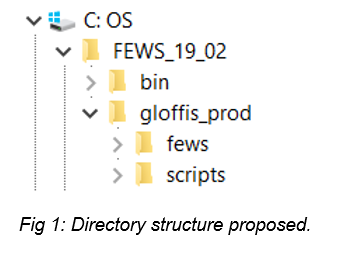 C: OS
FEWS_19_02
bin
gloffis_prod
fews
scripts
Fig 1: Directory structure proposed.